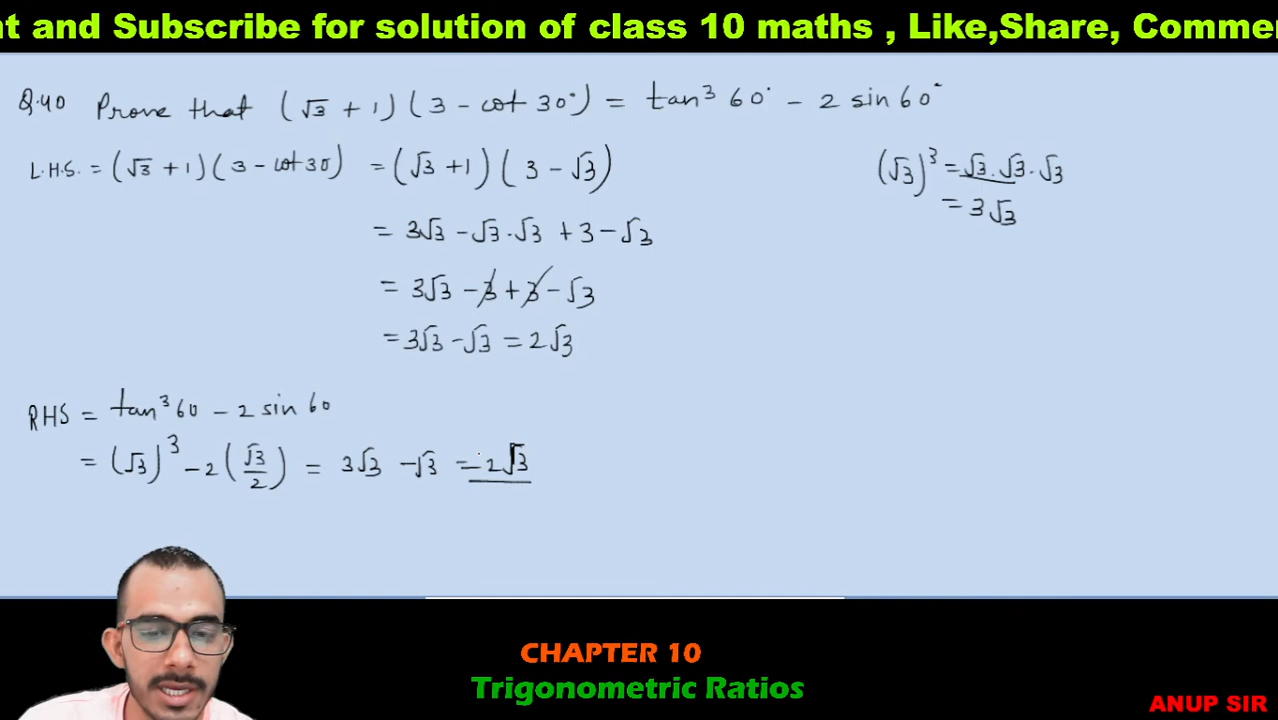 nt and Subscribe for solution of class 10 maths , Like,Share, Comme
Q.40 Prove that (√3 + 1)(3 - cot 30°) = tan³ 60° - 2 sin 60°
L.H.S. = (√3 + 1)(3 - cot 30) = (√3 + 1)(3 - √3)
= 3√3 - √3 . √3 + 3 - √3
= 3√3 - 3 + 3 - √3
= 3√3 - √3 = 2√3
(√3)³ = √3 . √3 . √3
= 3√3
RHS = tan³ 60 - 2 sin 60
= (√3)³ - 2(√3/2) = 3√3 - √3 = 2√3
CHAPTER 10
Trigonometric Ratios
ANUP SIR